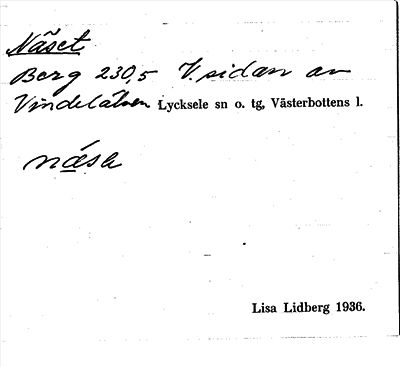 Näset
Berg 230,5 V. sidan av
Vindelälven Lycksele sn o. tg, Västerbottens l.
näsa
Lisa Lidberg 1936.